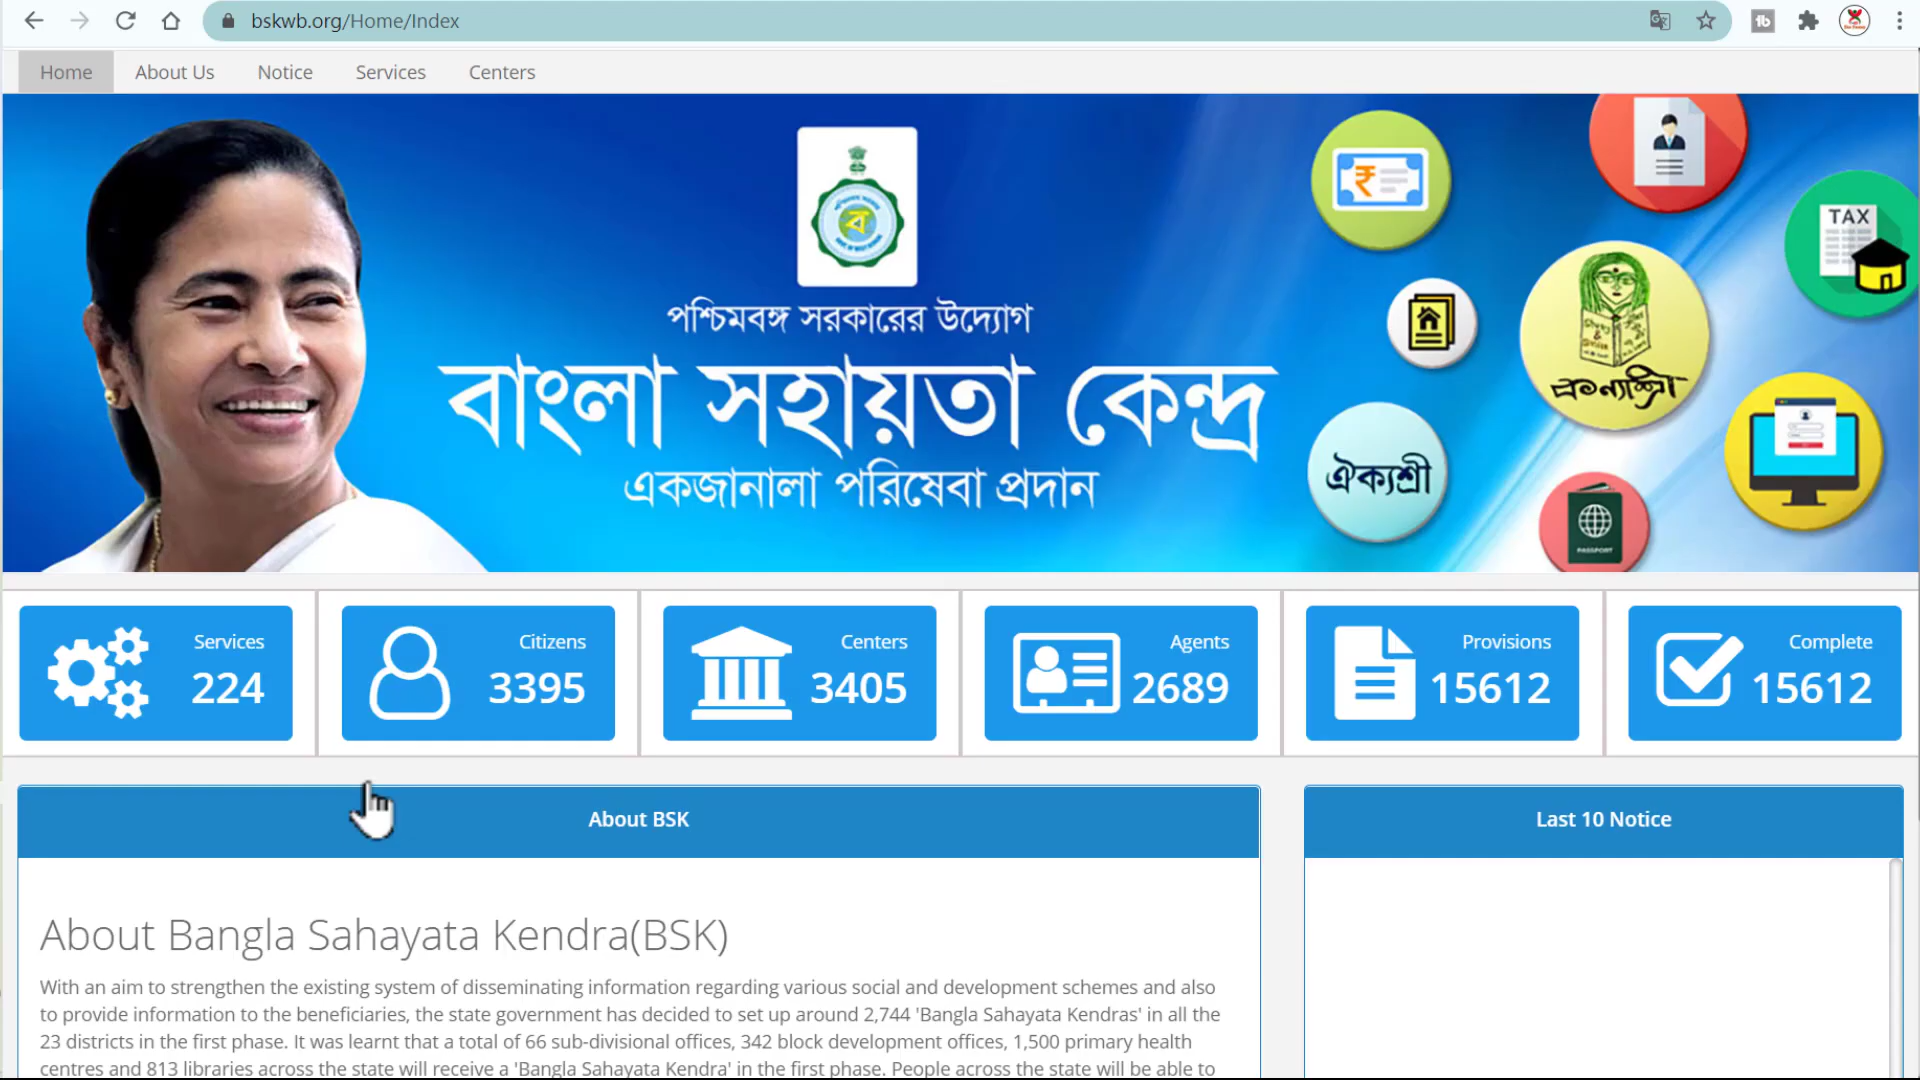 bskwb.org/Home/Index
Home About Us Notice Services Centers
পশ্চিমবঙ্গ সরকারের উদ্যোগ
বাংলা সহায়তা কেন্দ্র
একজানালা পরিষেবা প্রদান
TAX
কন্যাশ্রী
ঐক্যশ্রী
PASSPORT
Services
224
Citizens
3395
Centers
3405
Agents
2689
Provisions
15612
Complete
15612
About BSK
Last 10 Notice
About Bangla Sahayata Kendra(BSK)
With an aim to strengthen the existing system of disseminating information regarding various social and development schemes and also
to provide information to the beneficiaries, the state government has decided to set up around 2,744 'Bangla Sahayata Kendras' in all the
23 districts in the first phase. It was learnt that a total of 66 sub-divisional offices, 342 block development offices, 1,500 primary health
centres and 813 libraries across the state will receive a 'Bangla Sahayata Kendra' in the first phase. People across the state will be able to